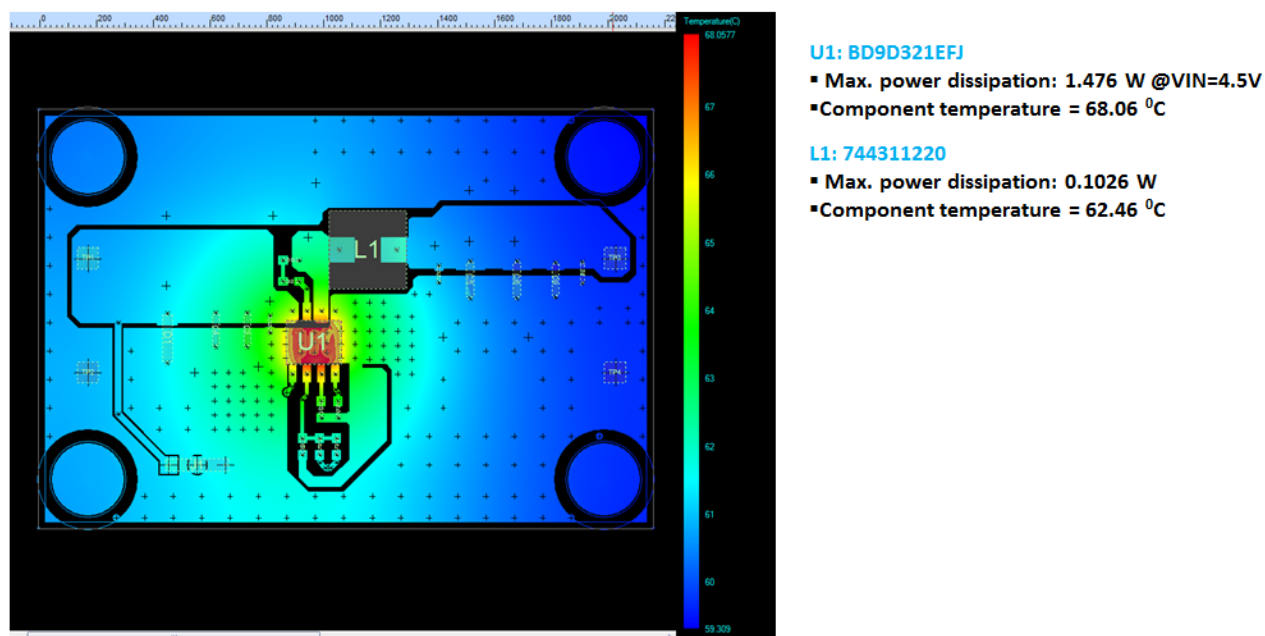 0 200 400 600 800 1000 1200 1400 1600 1800 2000 22
Temperature(C)
68.0577
67
66
65
64
63
62
61
60
59.309
L1
U1
TP4
U1: BD9D321EFJ
▪ Max. power dissipation: 1.476 W @VIN=4.5V
▪Component temperature = 68.06 ⁰C
L1: 744311220
▪ Max. power dissipation: 0.1026 W
▪Component temperature = 62.46 ⁰C